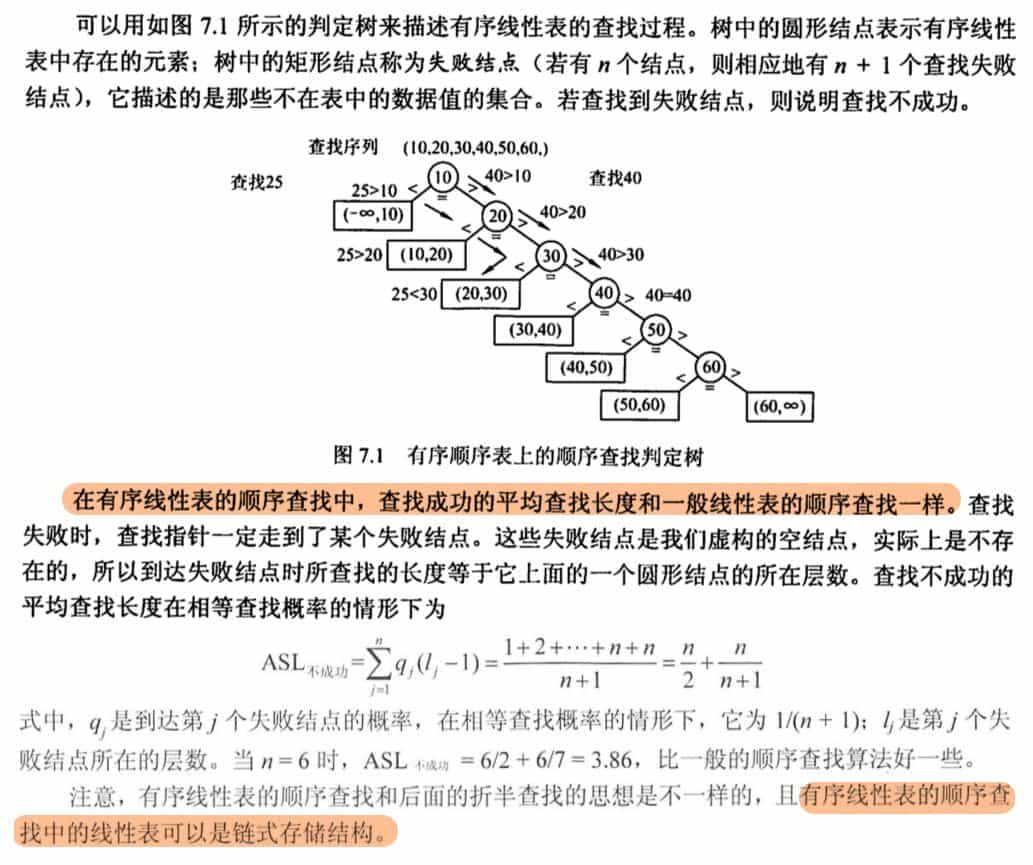 可以用如图 7.1 所示的判定树来描述有序线性表的查找过程。树中的圆形结点表示有序线性
表中存在的元素；树中的矩形结点称为失败结点（若有 n 个结点，则相应地有 n + 1 个查找失败
结点），它描述的是那些不在表中的数据值的集合。若查找到失败结点，则说明查找不成功。
查找序列 (10,20,30,40,50,60,)
查找25
25>10 < 10 > 40>10
=
查找40
(-∞,10)
< 20 > 40>20
=
25>20 (10,20)
< 30 > 40>30
=
25<30 (20,30)
< 40 > 40=40
=
(30,40)
< 50 >
=
(40,50)
< 60 >
=
(50,60) (60,∞)
图 7.1 有序顺序表上的顺序查找判定树
在有序线性表的顺序查找中，查找成功的平均查找长度和一般线性表的顺序查找一样。查找
失败时，查找指针一定走到了某个失败结点。这些失败结点是我们虚构的空结点，实际上是不存
在的，所以到达失败结点时所查找的长度等于它上面的一个圆形结点的所在层数。查找不成功的
平均查找长度在相等查找概率的情形下为
ASL不成功=∑_{j=1}^{n} q_j(l_j−1)=(1+2+⋯+n+n)/(n+1)=n/2+n/(n+1)
式中，q_j是到达第 j 个失败结点的概率，在相等查找概率的情形下，它为 1/(n + 1)；l_j是第 j 个失
败结点所在的层数。当 n = 6 时，ASL 不成功 = 6/2 + 6/7 = 3.86，比一般的顺序查找算法好一些。
注意，有序线性表的顺序查找和后面的折半查找的思想是不一样的，且有序线性表的顺序查
找中的线性表可以是链式存储结构。